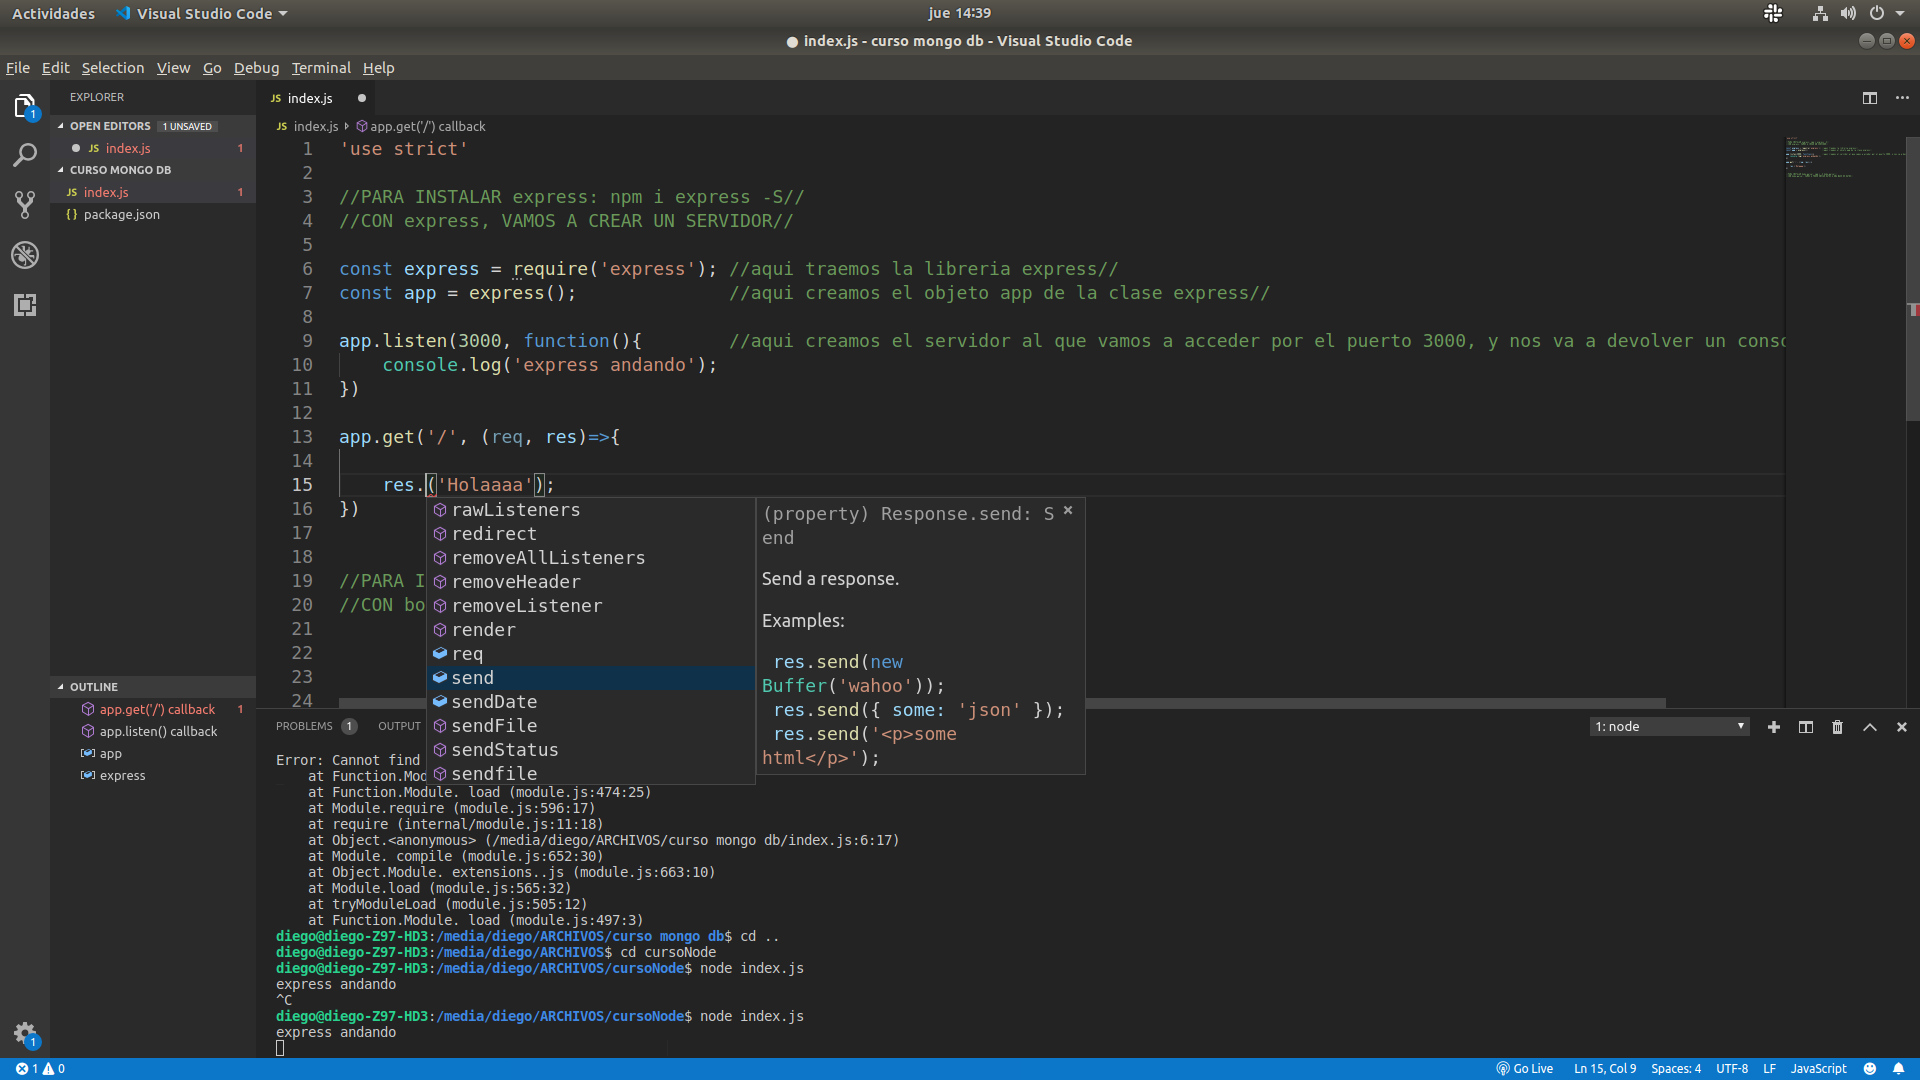 Actividades Visual Studio Code jue 14:39
● index.js - curso mongo db - Visual Studio Code
File Edit Selection View Go Debug Terminal Help
EXPLORER
OPEN EDITORS 1 UNSAVED
JS index.js 1
CURSO MONGO DB
JS index.js 1
{ } package.json
OUTLINE
app.get('/') callback 1
app.listen() callback
app
express
1
1
JS index.js
JS index.js app.get('/') callback
1 'use strict'
2
3 //PARA INSTALAR express: npm i express -S//
4 //CON express, VAMOS A CREAR UN SERVIDOR//
5
6 const express = require('express'); //aqui traemos la libreria express//
7 const app = express(); //aqui creamos el objeto app de la clase express//
8
9 app.listen(3000, function(){ //aqui creamos el servidor al que vamos a acceder por el puerto 3000, y nos va a devolver un conso
10 console.log('express andando');
11 })
12
13 app.get('/', (req, res)=>{
14
15 res.('Holaaaa');
16 })
17
18
19 //PARA I
20 //CON bo
21
22
23
24
rawListeners
redirect
removeAllListeners
removeHeader
removeListener
render
req
send
sendDate
sendFile
sendStatus
sendfile
(property) Response.send: S
end
Send a response.
Examples:
res.send(new
Buffer('wahoo'));
res.send({ some: 'json' });
res.send('<p>some
html</p>');
PROBLEMS 1 OUTPUT
1: node
Error: Cannot find
at Function.Mod
at Function.Module. load (module.js:474:25)
at Module.require (module.js:596:17)
at require (internal/module.js:11:18)
at Object.<anonymous> (/media/diego/ARCHIVOS/curso mongo db/index.js:6:17)
at Module. compile (module.js:652:30)
at Object.Module. extensions..js (module.js:663:10)
at Module.load (module.js:565:32)
at tryModuleLoad (module.js:505:12)
at Function.Module. load (module.js:497:3)
diego@diego-Z97-HD3:/media/diego/ARCHIVOS/curso mongo db$ cd ..
diego@diego-Z97-HD3:/media/diego/ARCHIVOS$ cd cursoNode
diego@diego-Z97-HD3:/media/diego/ARCHIVOS/cursoNode$ node index.js
express andando
^C
diego@diego-Z97-HD3:/media/diego/ARCHIVOS/cursoNode$ node index.js
express andando
1 0 Go Live Ln 15, Col 9 Spaces: 4 UTF-8 LF JavaScript